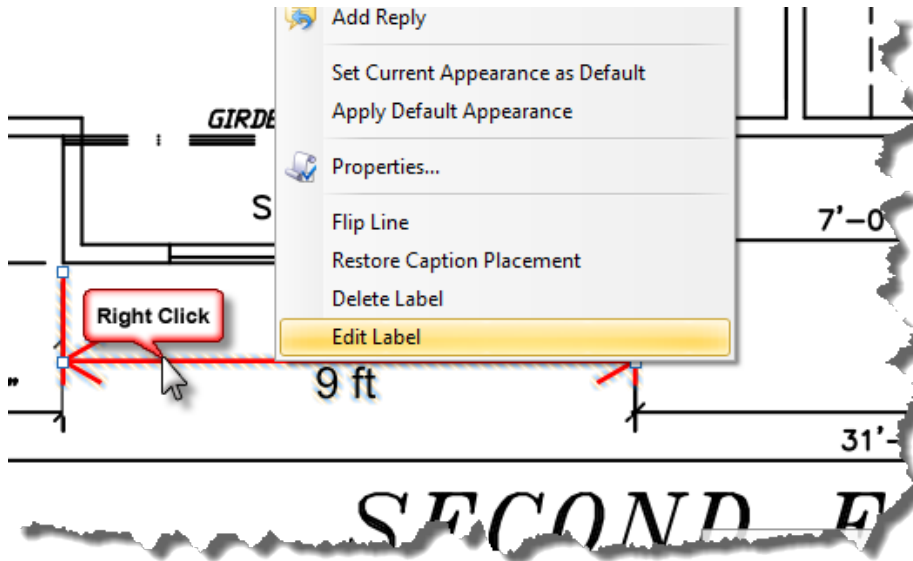 Add Reply
Set Current Appearance as Default
GIRDE
Apply Default Appearance
Properties...
S
Flip Line
7'-0
Restore Caption Placement
Delete Label
Right Click
Edit Label
9 ft
"
31'-
SECOND F